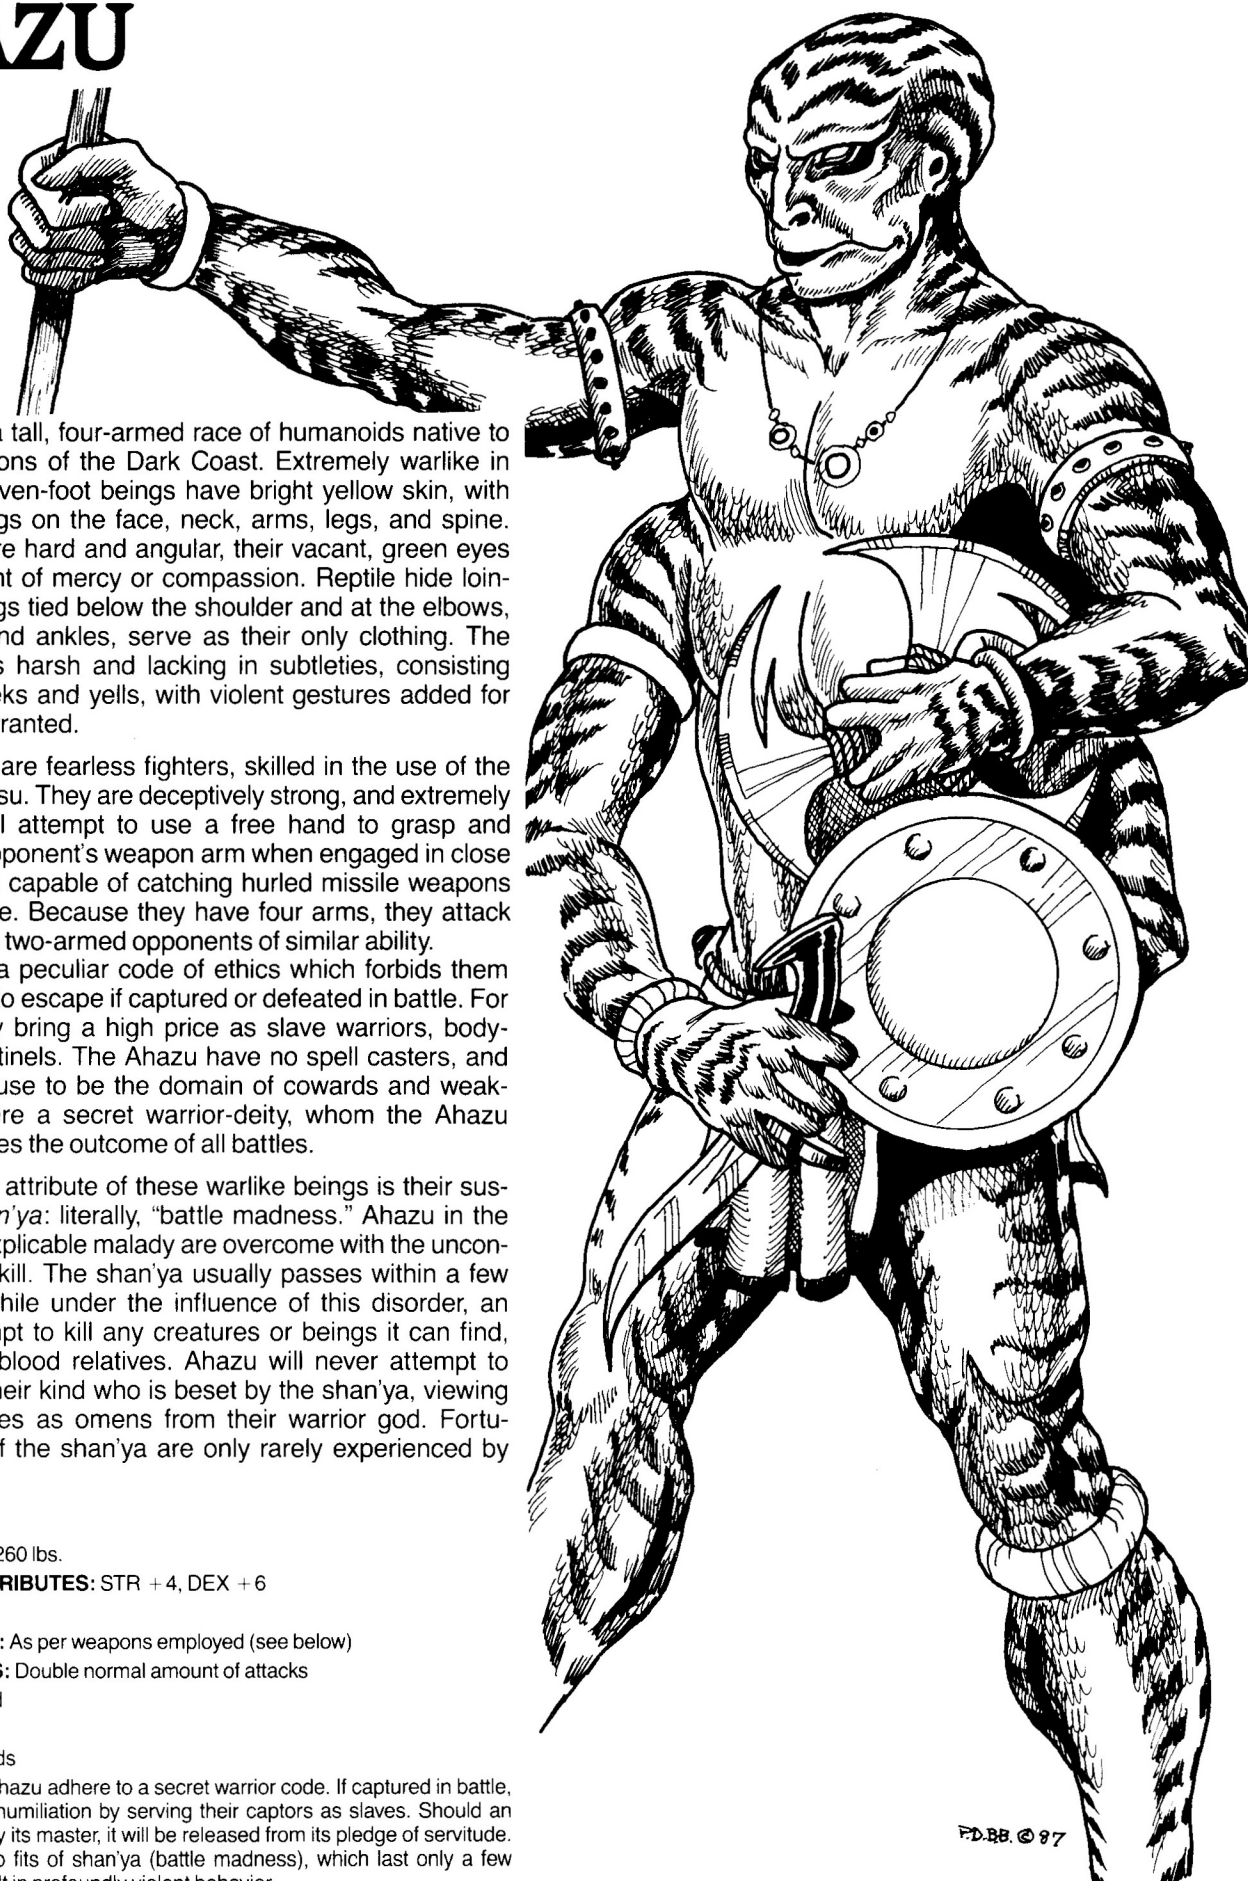 AZU
a tall, four-armed race of humanoids native to
ons of the Dark Coast. Extremely warlike in
ven-foot beings have bright yellow skin, with
gs on the face, neck, arms, legs, and spine.
re hard and angular, their vacant, green eyes
nt of mercy or compassion. Reptile hide loin-
gs tied below the shoulder and at the elbows,
nd ankles, serve as their only clothing. The
s harsh and lacking in subtleties, consisting
eks and yells, with violent gestures added for
ranted.
are fearless fighters, skilled in the use of the
su. They are deceptively strong, and extremely
l attempt to use a free hand to grasp and
pponent's weapon arm when engaged in close
capable of catching hurled missile weapons
e. Because they have four arms, they attack
two-armed opponents of similar ability.
a peculiar code of ethics which forbids them
o escape if captured or defeated in battle. For
y bring a high price as slave warriors, body-
tinels. The Ahazu have no spell casters, and
use to be the domain of cowards and weak-
ere a secret warrior-deity, whom the Ahazu
es the outcome of all battles.
attribute of these warlike beings is their sus-
n'ya: literally, “battle madness.” Ahazu in the
xplicable malady are overcome with the uncon-
kill. The shan'ya usually passes within a few
hile under the influence of this disorder, an
pt to kill any creatures or beings it can find,
blood relatives. Ahazu will never attempt to
heir kind who is beset by the shan'ya, viewing
es as omens from their warrior god. Fortu-
f the shan'ya are only rarely experienced by
260 lbs.
RIBUTES: STR +4, DEX +6
: As per weapons employed (see below)
S: Double normal amount of attacks
d
ds
hazu adhere to a secret warrior code. If captured in battle,
humiliation by serving their captors as slaves. Should an
y its master, it will be released from its pledge of servitude.
o fits of shan'ya (battle madness), which last only a few
lt in profoundly violent behavior.
P.D.B.B. © 87